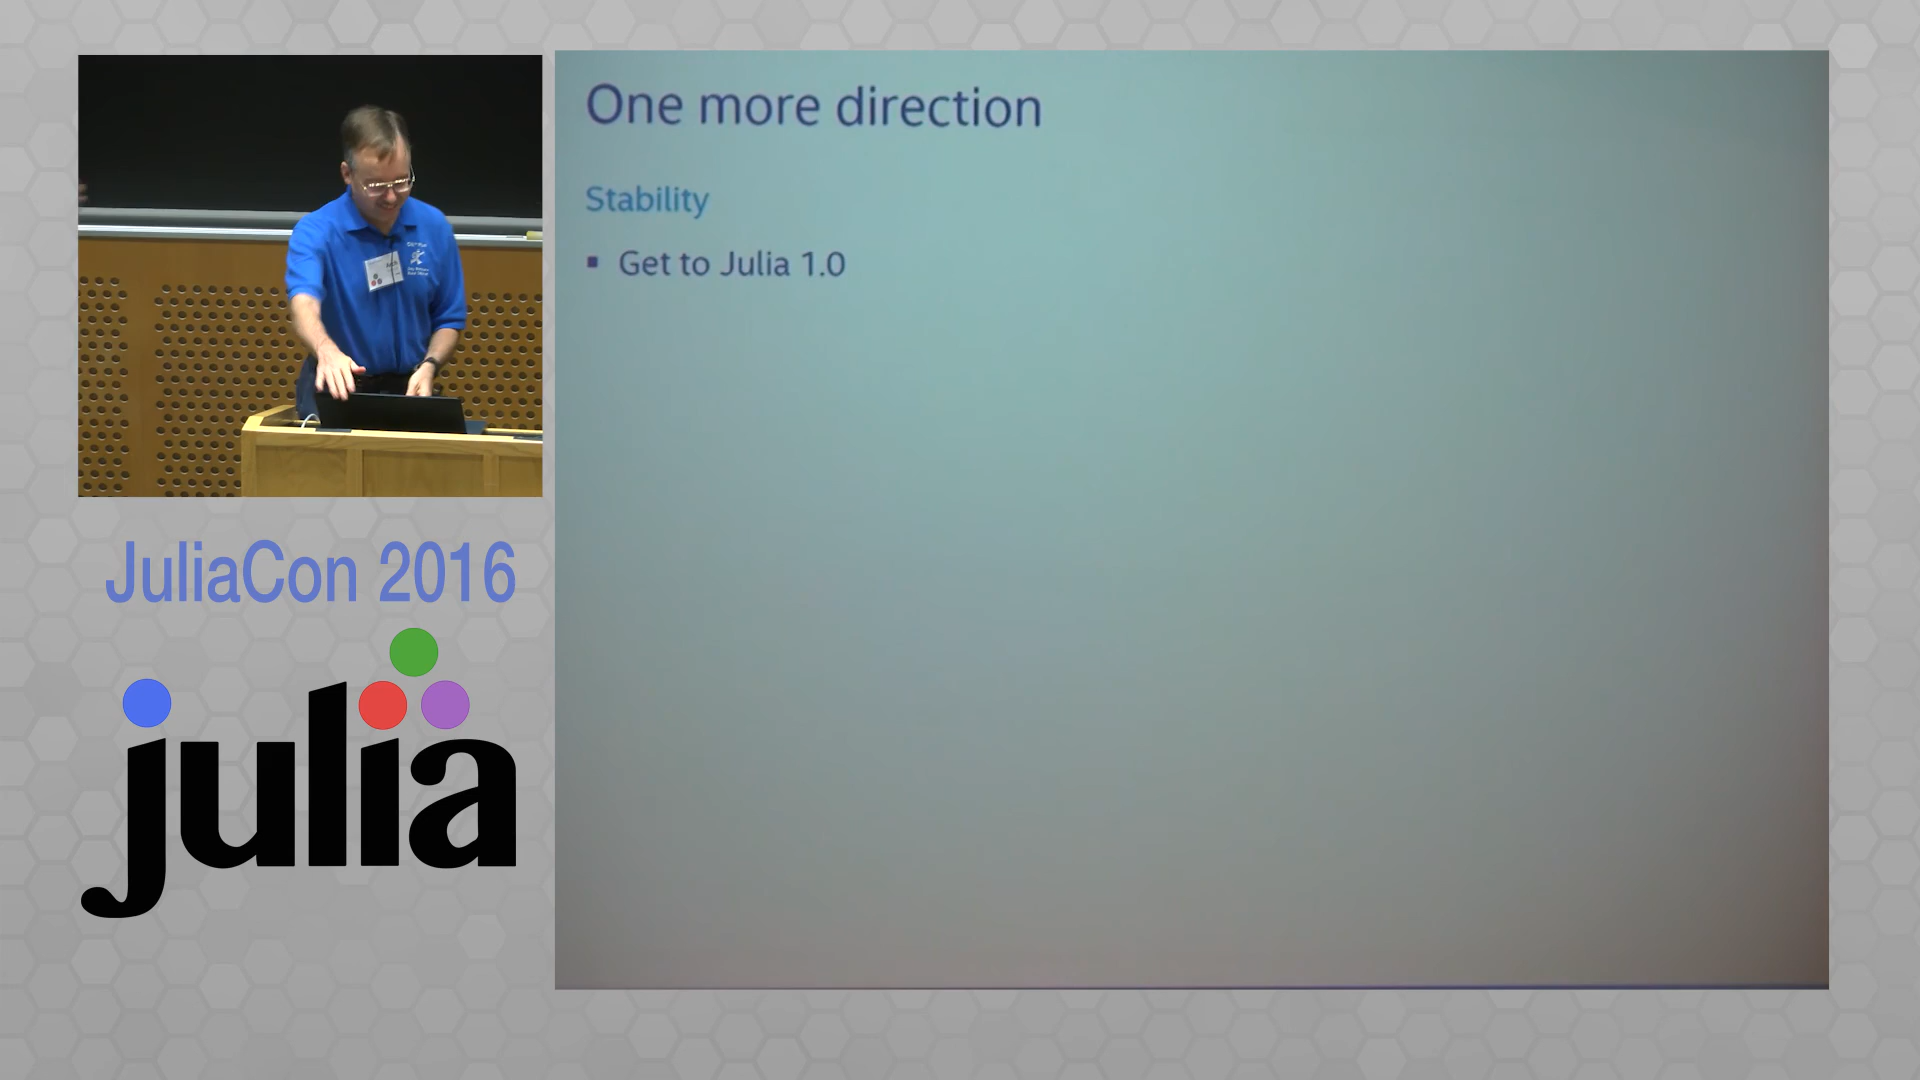 One more direction
Stability
▪ Get to Julia 1.0
JuliaCon 2016
julia